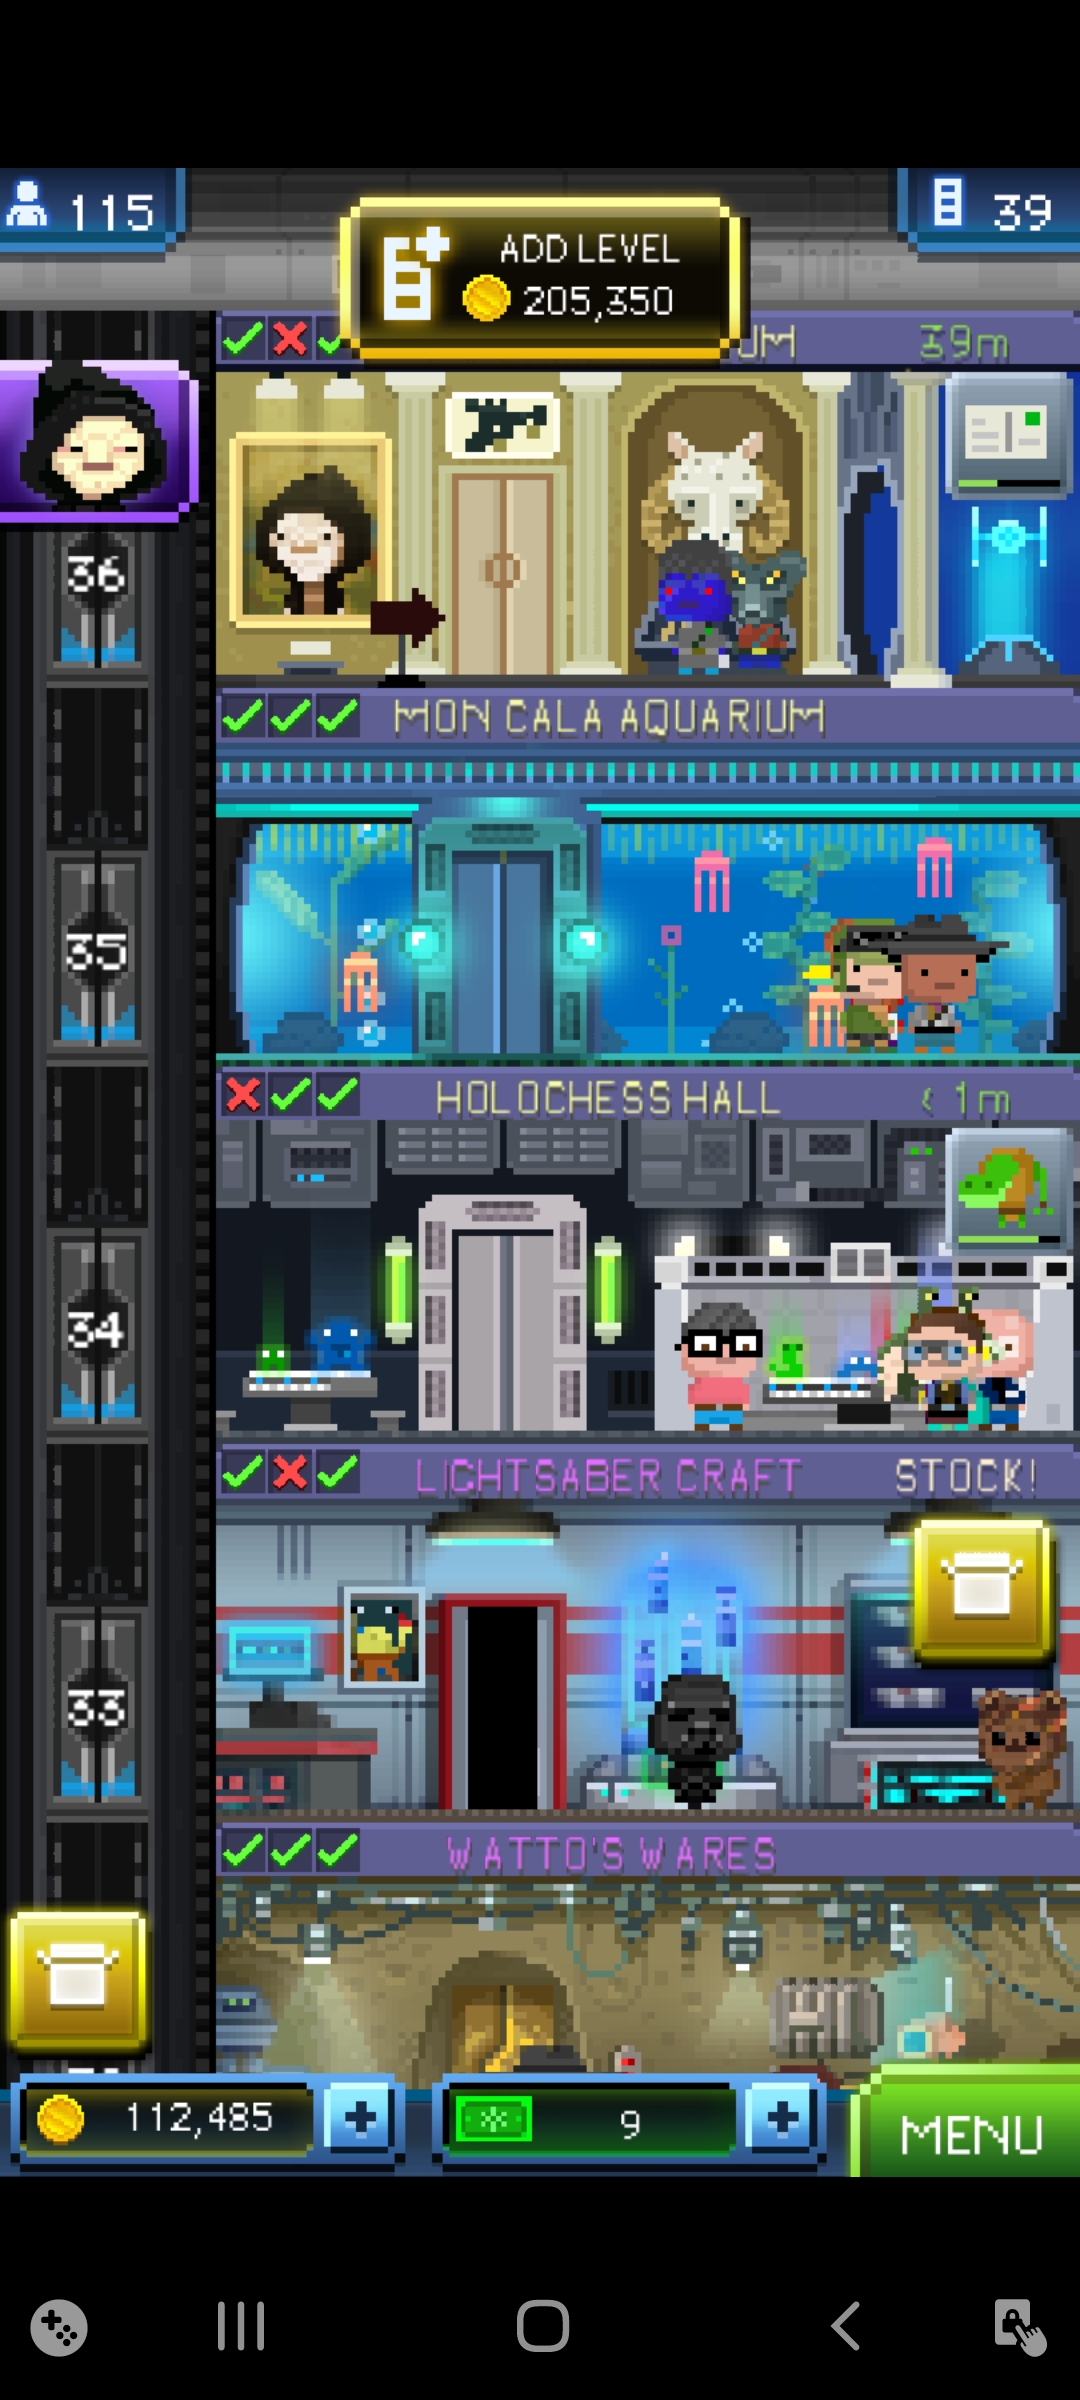 115
ADD LEVEL
205,350
39
UM 39m
36
MON CALA AQUARIUM
35
HOLOCHESS HALL < 1m
34
LIGHTSABER CRAFT STOCK!
33
WATTO'S WARES
112,485
9
MENU